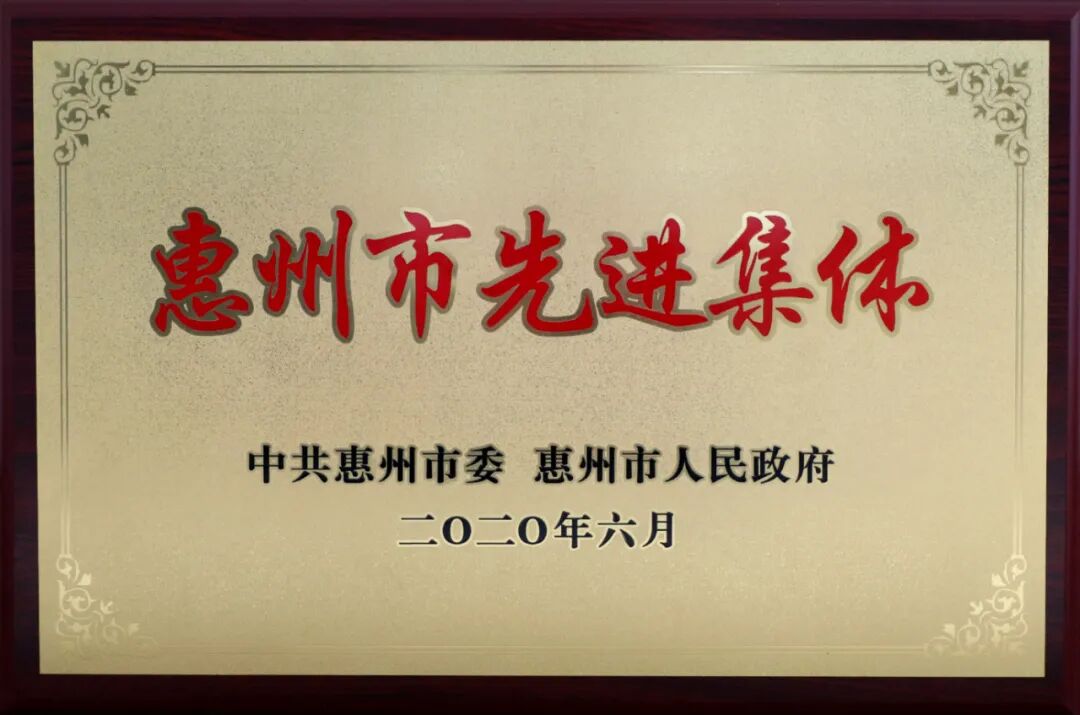 惠州市先进集体
中共惠州市委 惠州市人民政府
二〇二〇年六月